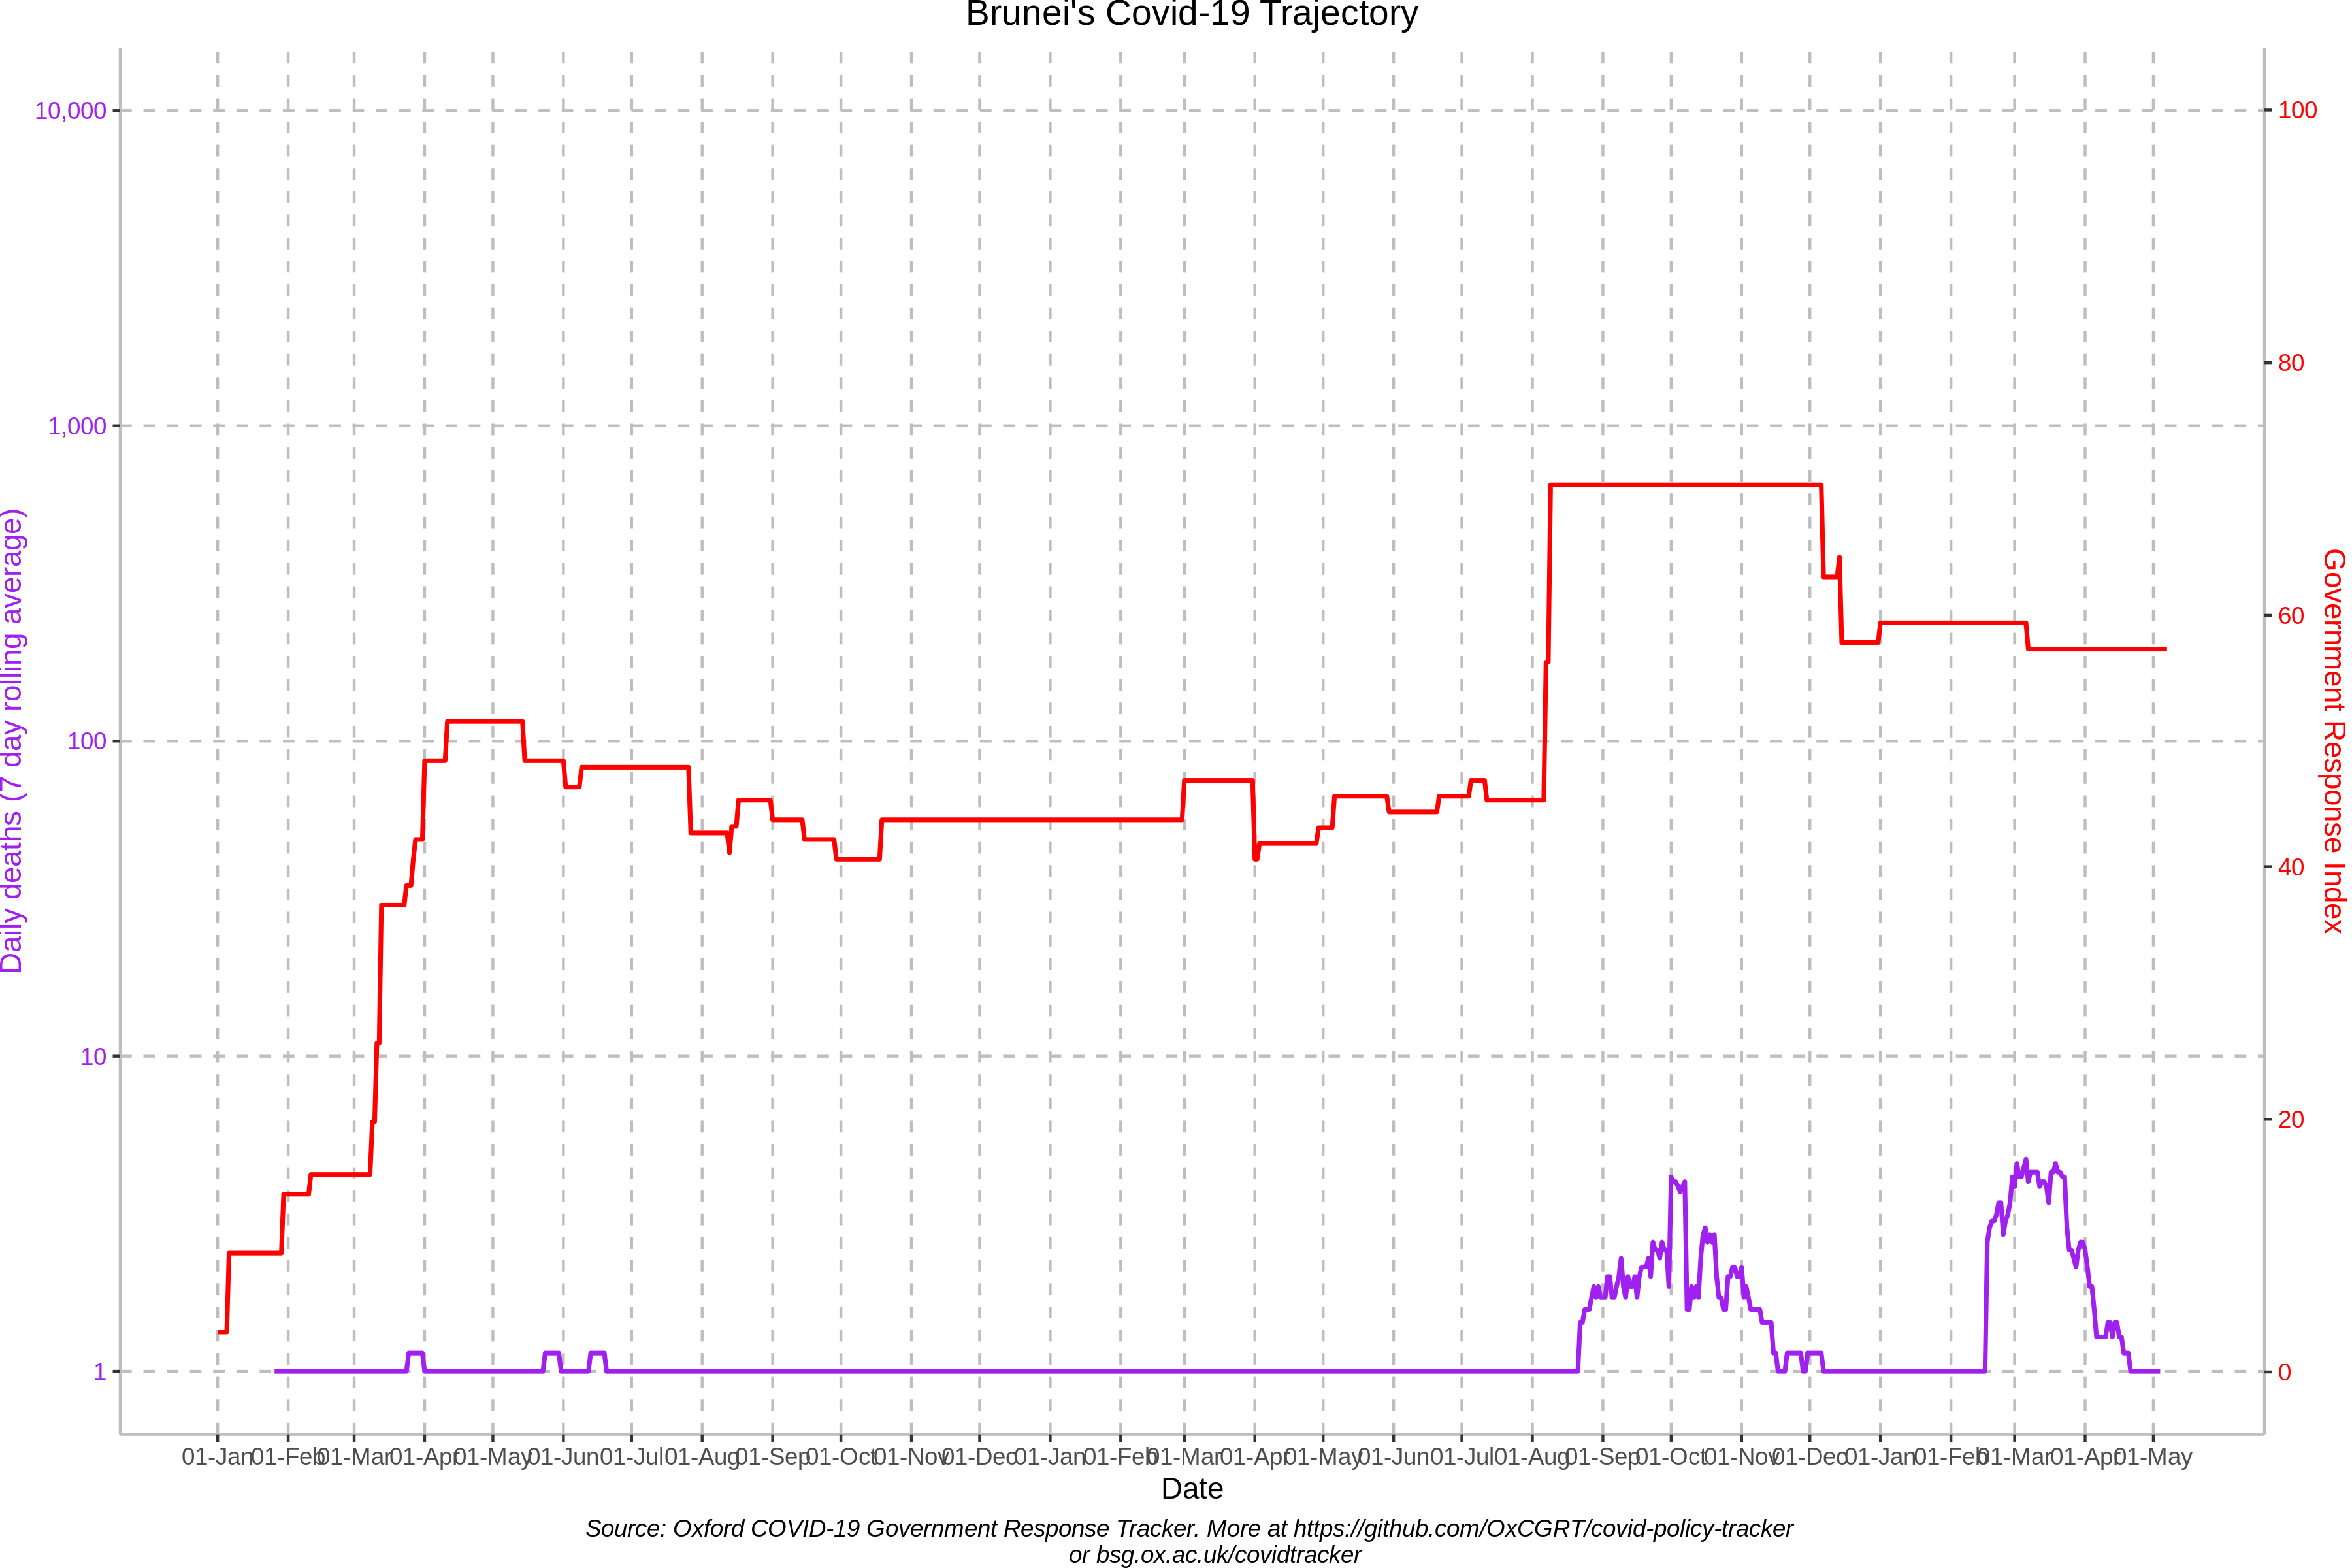 Brunei's Covid-19 Trajectory
10,000
1,000
100
10
1
Daily deaths (7 day rolling average)
100
80
60
40
20
0
Government Response Index
01-Jan 01-Feb 01-Mar 01-Apr 01-May 01-Jun 01-Jul 01-Aug 01-Sep 01-Oct 01-Nov 01-Dec 01-Jan 01-Feb 01-Mar 01-Apr 01-May 01-Jun 01-Jul 01-Aug 01-Sep 01-Oct 01-Nov 01-Dec 01-Jan 01-Feb 01-Mar 01-Apr 01-May
Date
Source: Oxford COVID-19 Government Response Tracker. More at https://github.com/OxCGRT/covid-policy-tracker
or bsg.ox.ac.uk/covidtracker